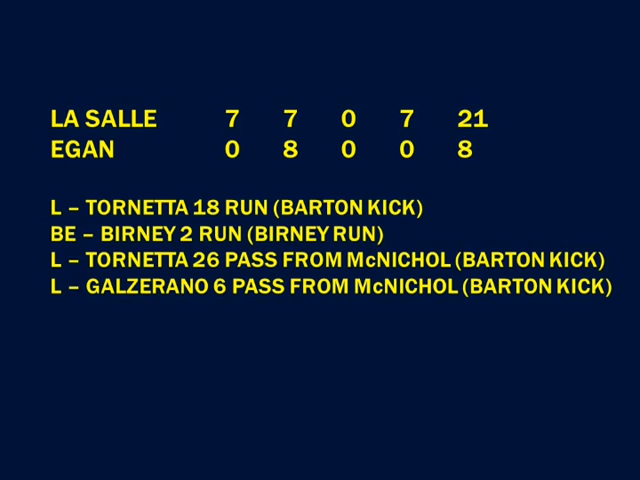 LA SALLE 7 7 0 7 21
EGAN 0 8 0 0 8
L – TORNETTA 18 RUN (BARTON KICK)
BE – BIRNEY 2 RUN (BIRNEY RUN)
L – TORNETTA 26 PASS FROM McNICHOL (BARTON KICK)
L – GALZERANO 6 PASS FROM McNICHOL (BARTON KICK)